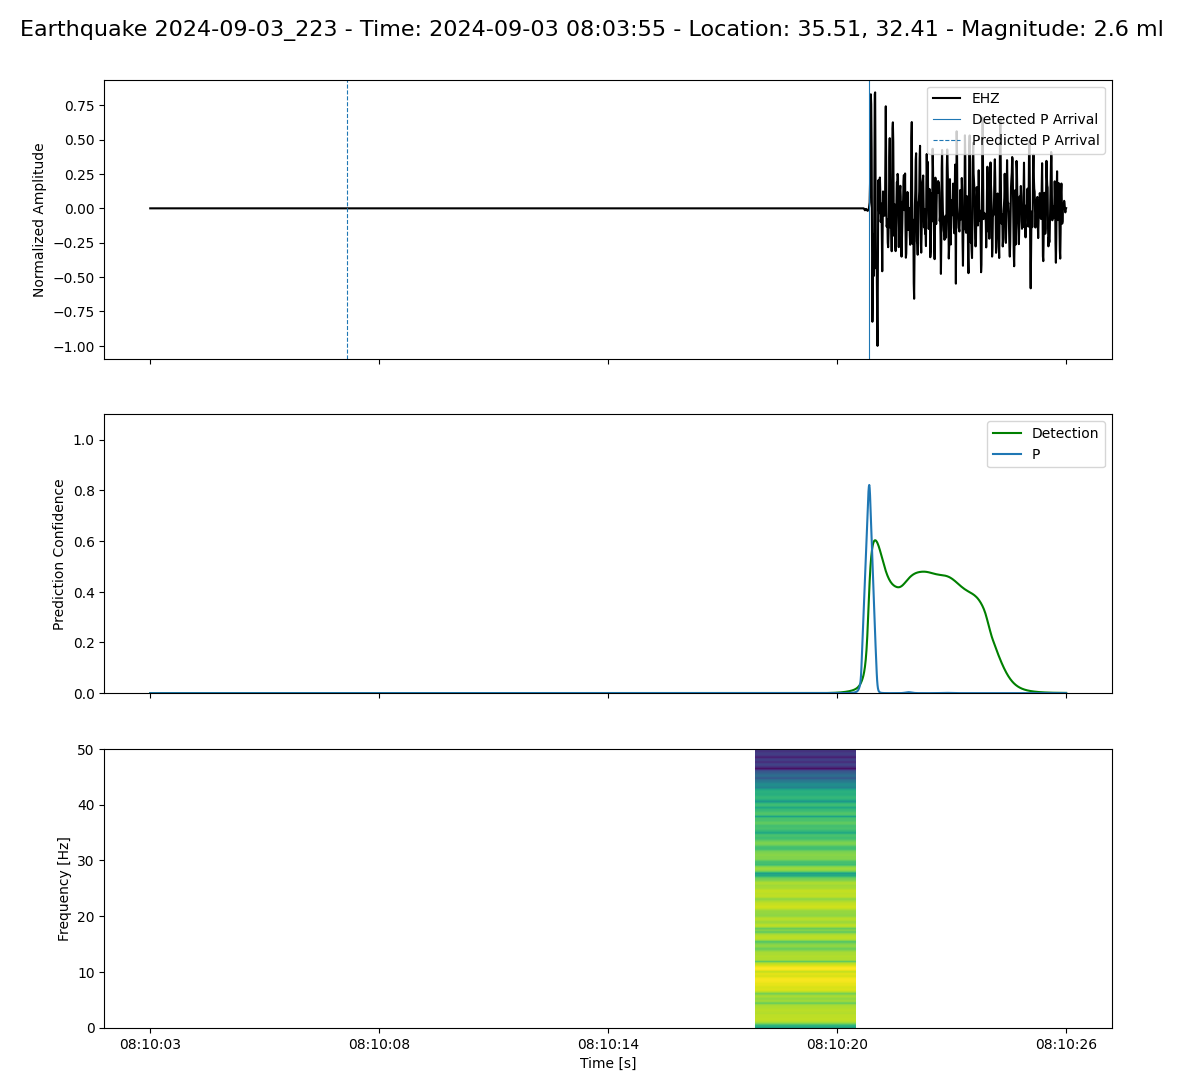 Earthquake 2024-09-03_223 - Time: 2024-09-03 08:03:55 - Location: 35.51, 32.41 - Magnitude: 2.6 ml
EHZ
Detected P Arrival
Predicted P Arrival
0.75
0.50
0.25
0.00
−0.25
−0.50
−0.75
−1.00
Normalized Amplitude
Detection
P
1.0
0.8
0.6
0.4
0.2
0.0
Prediction Confidence
50
40
30
20
10
0
Frequency [Hz]
08:10:03 08:10:08 08:10:14 08:10:20 08:10:26
Time [s]